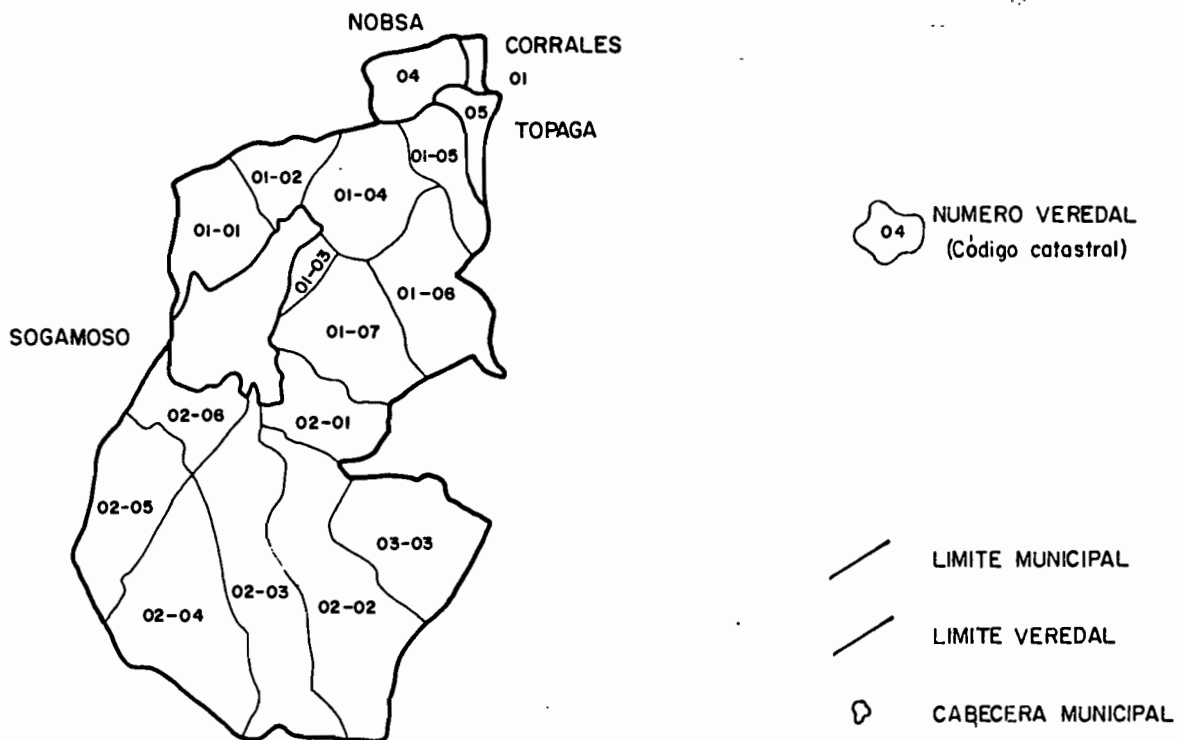 NOBSA
CORRALES
04
01
05
TOPAGA
01-05
01-02
01-04
NUMERO VEREDAL
04
(Código catastral)
01-01
01-03
01-06
01-07
SOGAMOSO
02-06
02-01
02-05
03-03
LIMITE MUNICIPAL
02-03
02-04
02-02
LIMITE VEREDAL
CABECERA MUNICIPAL